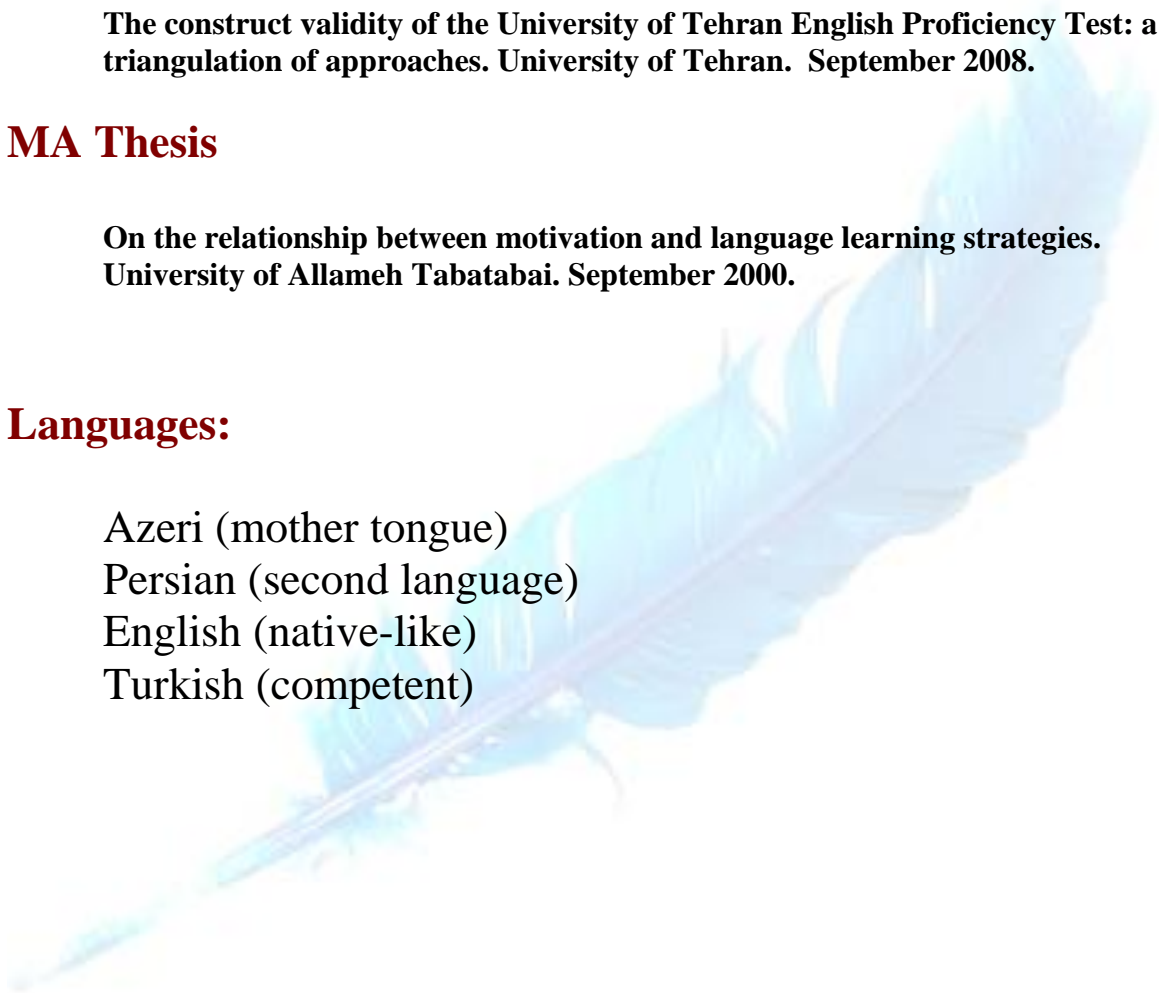 The construct validity of the University of Tehran English Proficiency Test: a
triangulation of approaches. University of Tehran.  September 2008.
MA Thesis
On the relationship between motivation and language learning strategies.
University of Allameh Tabatabai. September 2000.
Languages:
Azeri (mother tongue)
Persian (second language)
English (native-like)
Turkish (competent)